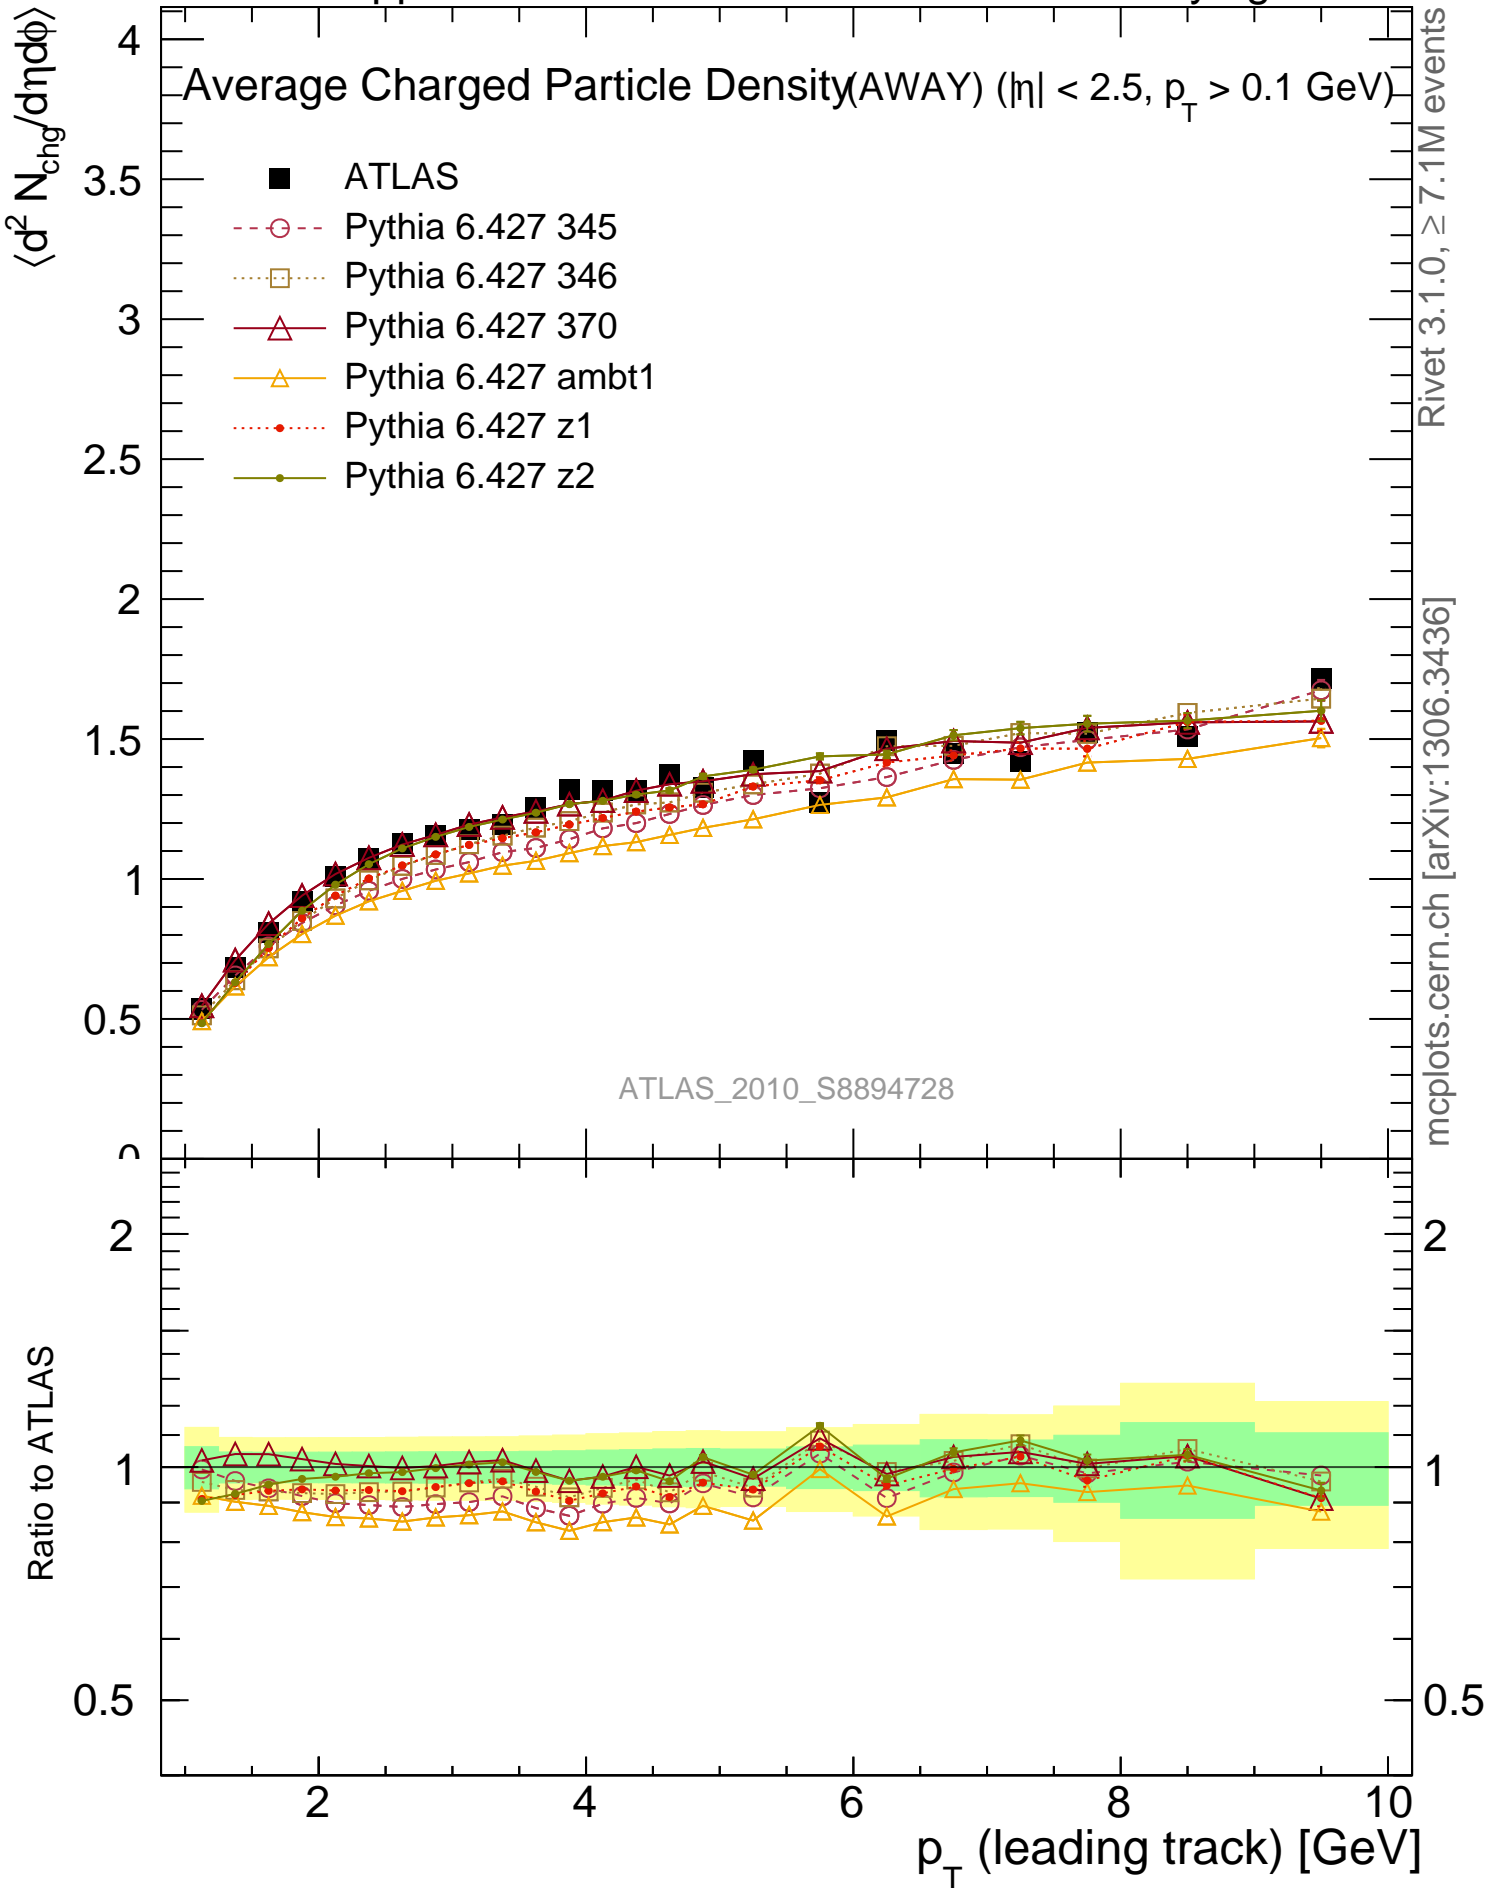 ⟨d² N_chg/dηdϕ⟩
Average Charged Particle Density (AWAY) (|η| < 2.5, p_T > 0.1 GeV)
ATLAS
Pythia 6.427 345
Pythia 6.427 346
Pythia 6.427 370
Pythia 6.427 ambt1
Pythia 6.427 z1
Pythia 6.427 z2
4
3.5
3
2.5
2
1.5
1
0.5
0
ATLAS_2010_S8894728
Rivet 3.1.0, ≥ 7.1M events
mcplots.cern.ch [arXiv:1306.3436]
Ratio to ATLAS
2
1
0.5
2
1
0.5
2 4 6 8 10
p_T (leading track) [GeV]